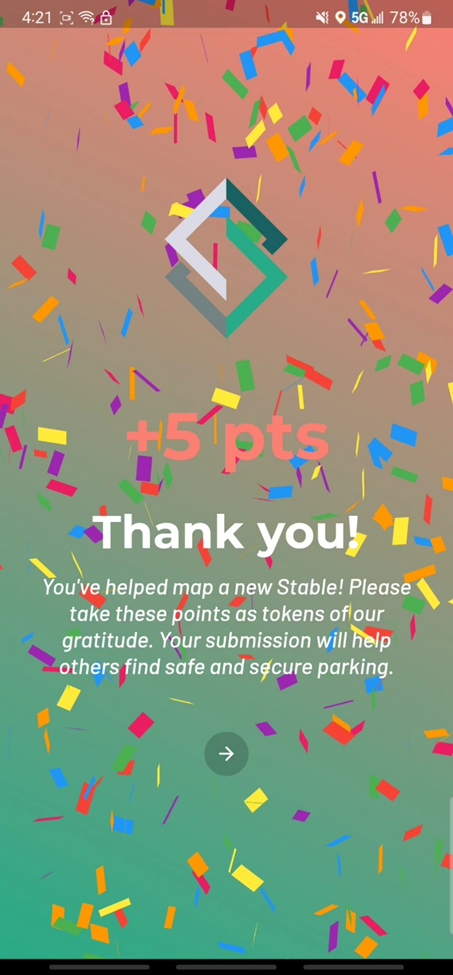 4:21 5G 78%
+5 pts
Thank you!
You've helped map a new Stable! Please
take these points as tokens of our
gratitude. Your submission will help
others find safe and secure parking.